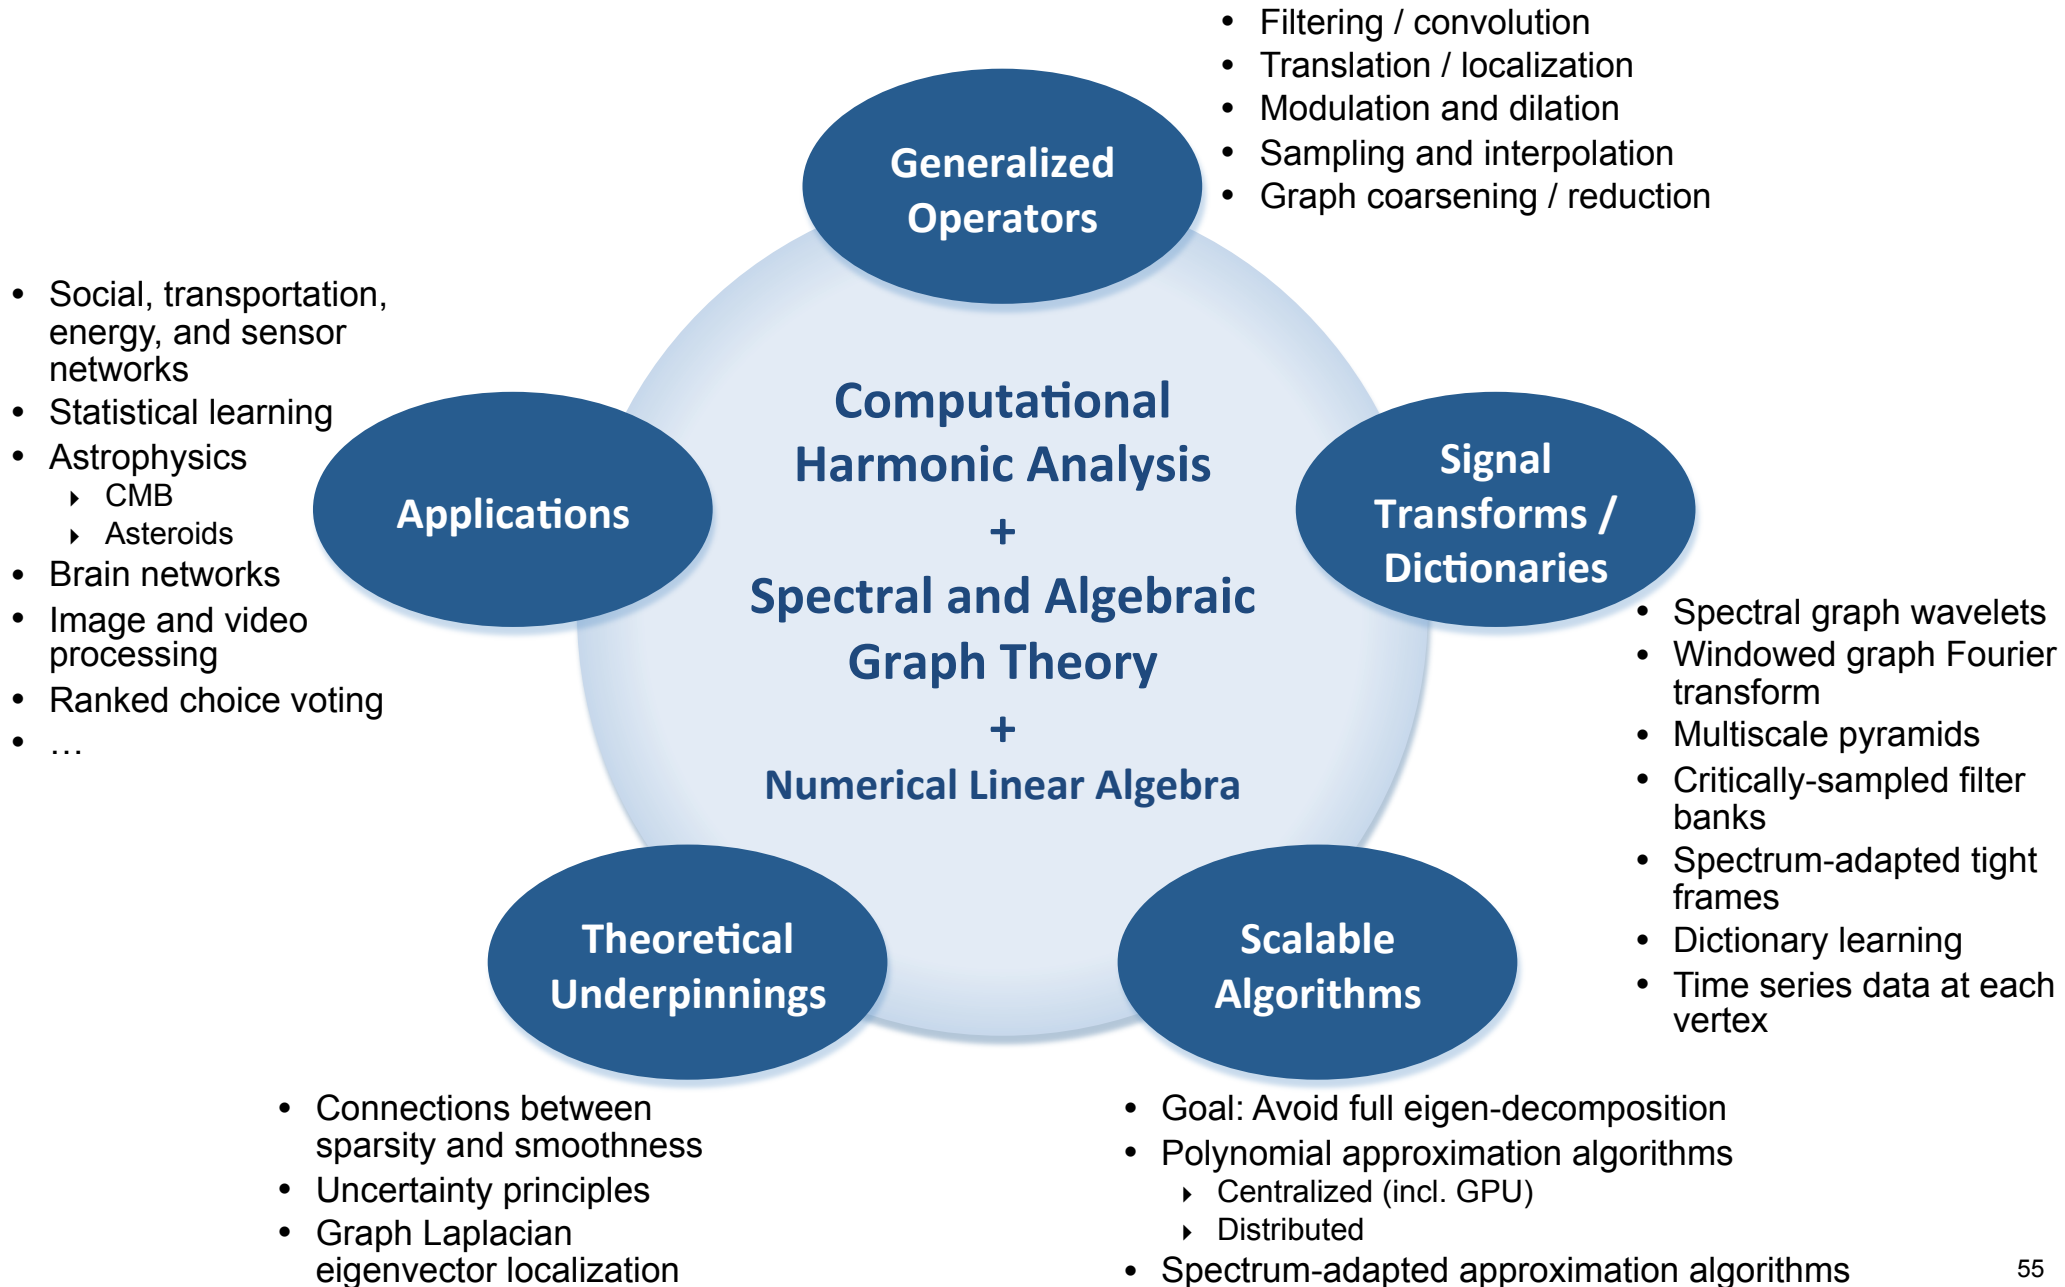 • Filtering / convolution
• Translation / localization
• Modulation and dilation
• Sampling and interpolation
• Graph coarsening / reduction
Generalized
Operators
• Social, transportation,
energy, and sensor
networks
• Statistical learning
• Astrophysics
‣ CMB
‣ Asteroids
• Brain networks
• Image and video
processing
• Ranked choice voting
• …
Applications
Computational
Harmonic Analysis
+
Spectral and Algebraic
Graph Theory
+
Numerical Linear Algebra
Signal
Transforms /
Dictionaries
• Spectral graph wavelets
• Windowed graph Fourier
transform
• Multiscale pyramids
• Critically-sampled filter
banks
• Spectrum-adapted tight
frames
• Dictionary learning
• Time series data at each
vertex
Theoretical
Underpinnings
• Connections between
sparsity and smoothness
• Uncertainty principles
• Graph Laplacian
eigenvector localization
Scalable
Algorithms
• Goal: Avoid full eigen-decomposition
• Polynomial approximation algorithms
‣ Centralized (incl. GPU)
‣ Distributed
• Spectrum-adapted approximation algorithms
55